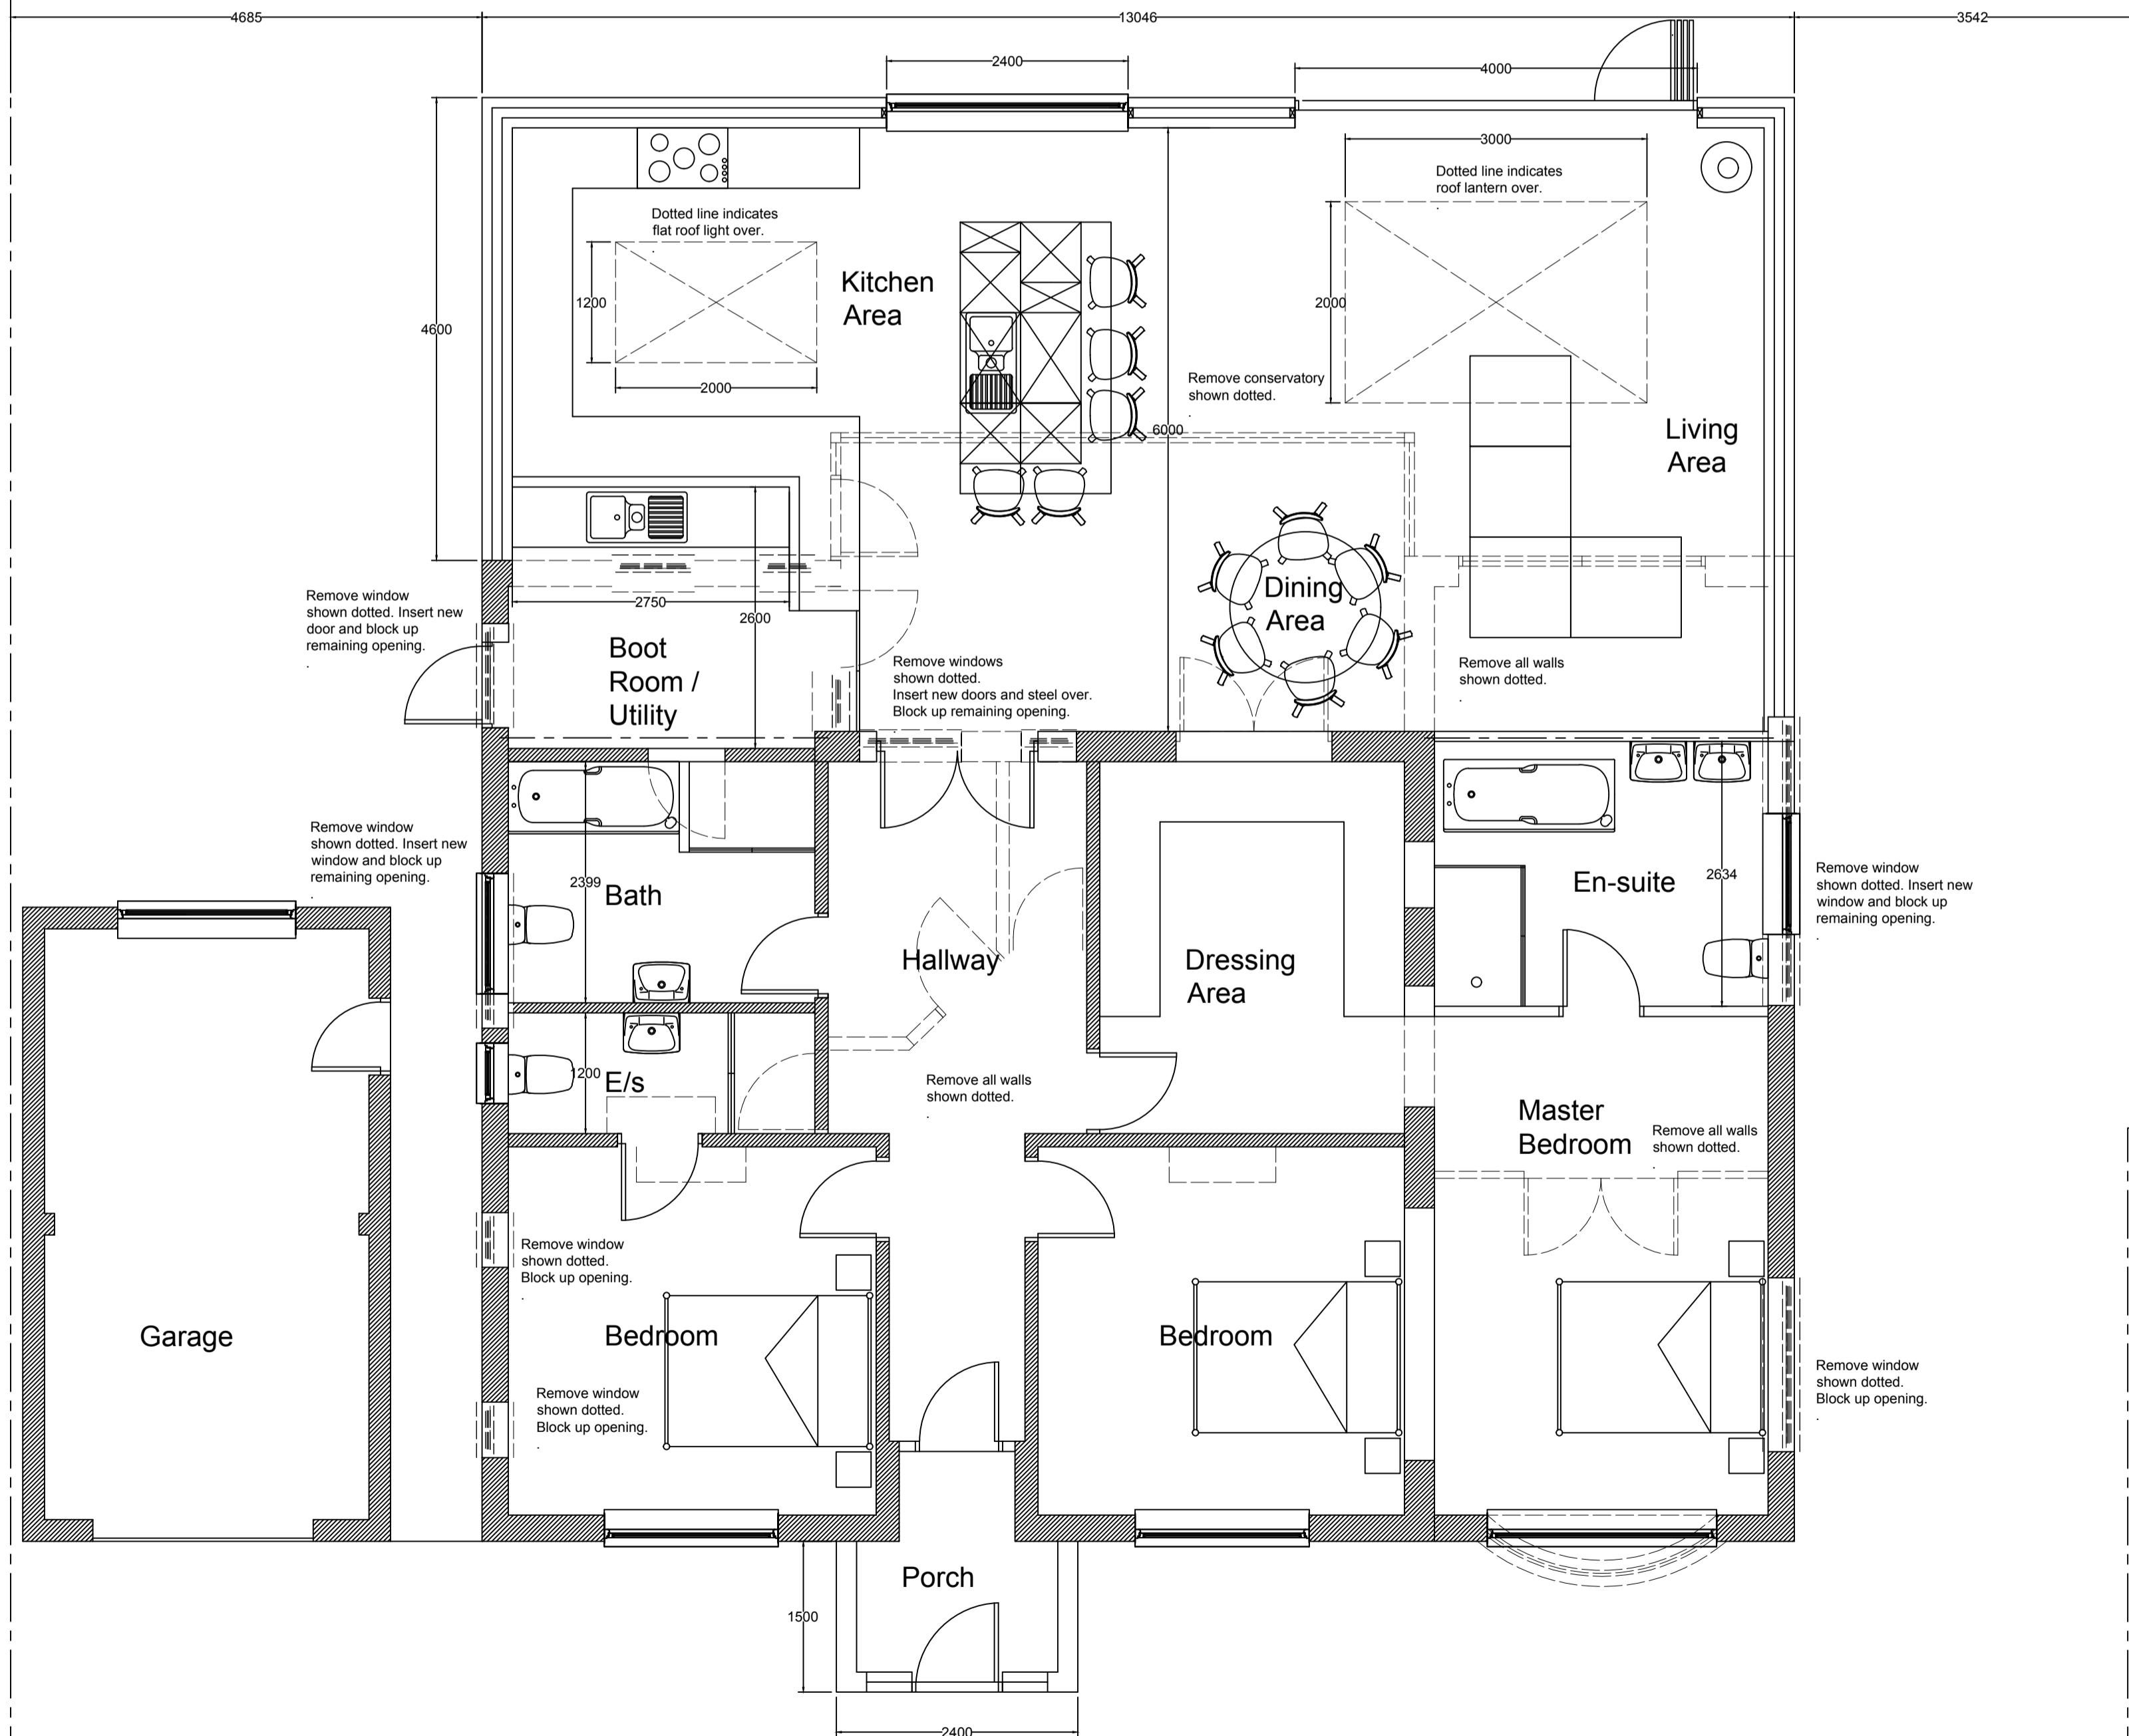 4685
13046
3542
2400
4000
3000
Dotted line indicates
roof lantern over.
.
Dotted line indicates
flat roof light over.
.
Kitchen
Area
1200
2000
2000
4600
Remove conservatory
shown dotted.
.
6000
Living
Area
Dining
Area
Remove window
shown dotted. Insert new
door and block up
remaining opening.
.
2750
2600
Boot
Room /
Utility
Remove windows
shown dotted.
Insert new doors and steel over.
Block up remaining opening.
.
Remove all walls
shown dotted.
.
Remove window
shown dotted. Insert new
window and block up
remaining opening.
.
2399
Bath
En-suite
2634
Remove window
shown dotted. Insert new
window and block up
remaining opening.
.
Hallway
Dressing
Area
1200
E/s
Remove all walls
shown dotted.
.
Master
Bedroom
Remove all walls
shown dotted.
.
Remove window
shown dotted.
Block up opening.
.
Garage
Bedroom
Bedroom
Remove window
shown dotted.
Block up opening.
.
Remove window
shown dotted.
Block up opening.
.
Porch
1500
2400